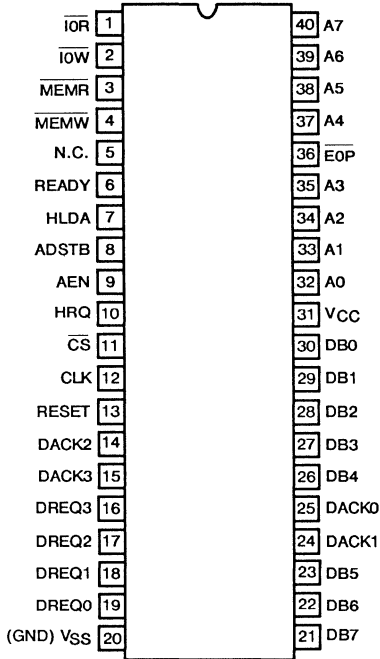 I0R 1 40 A7
I0W 2 39 A6
MEMR 3 38 A5
MEMW 4 37 A4
N.C. 5 36 E0P
READY 6 35 A3
HLDA 7 34 A2
ADSTB 8 33 A1
AEN 9 32 A0
HRQ 10 31 VCC
CS 11 30 DB0
CLK 12 29 DB1
RESET 13 28 DB2
DACK2 14 27 DB3
DACK3 15 26 DB4
DREQ3 16 25 DACK0
DREQ2 17 24 DACK1
DREQ1 18 23 DB5
DREQ0 19 22 DB6
(GND) VSS 20 21 DB7